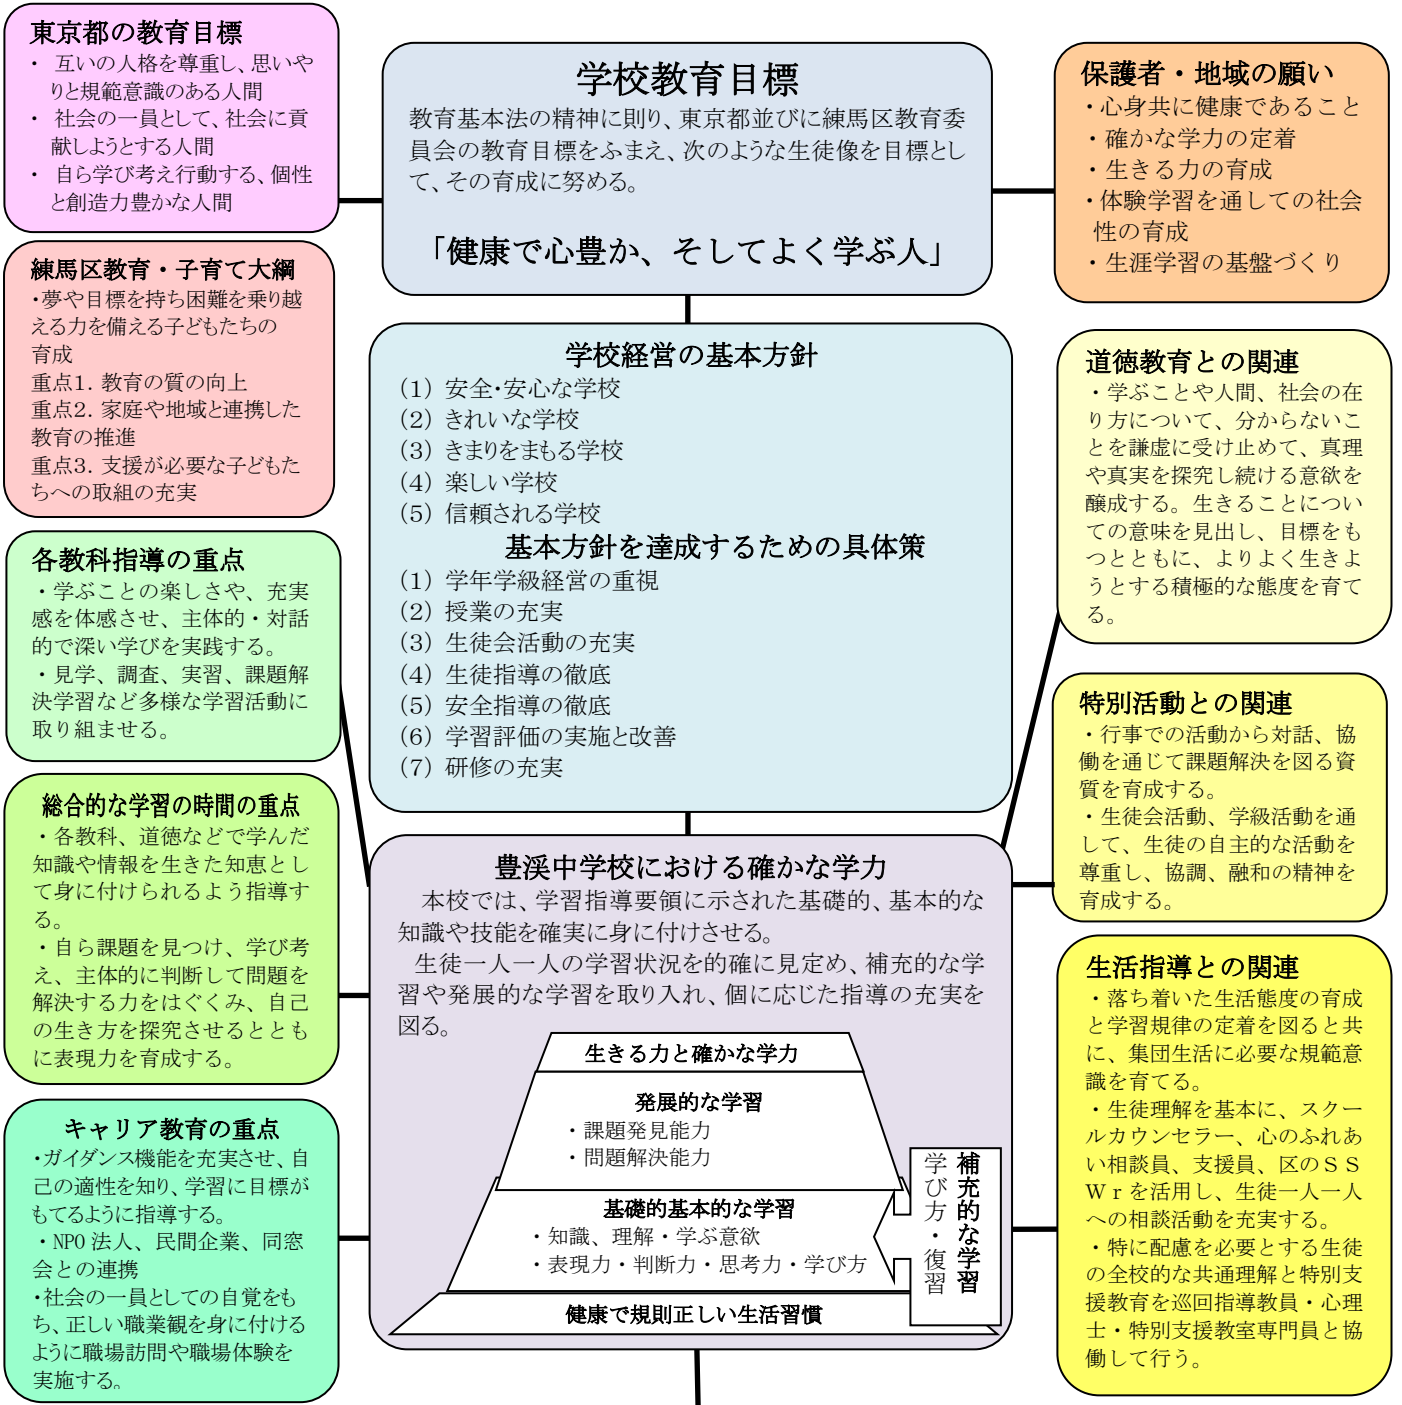 東京都の教育目標
・ 互いの人格を尊重し、思いや
りと規範意識のある人間
・ 社会の一員として、社会に貢
献しようとする人間
・ 自ら学び考え行動する、個性
と創造力豊かな人間
学校教育目標
教育基本法の精神に則り、東京都並びに練馬区教育委
員会の教育目標をふまえ、次のような生徒像を目標とし
て、その育成に努める。
「健康で心豊か、そしてよく学ぶ人」
保護者・地域の願い
・心身共に健康であること
・確かな学力の定着
・生きる力の育成
・体験学習を通しての社会
性の育成
・生涯学習の基盤づくり
練馬区教育・子育て大綱
・夢や目標を持ち困難を乗り越
える力を備える子どもたちの
育成
重点1．教育の質の向上
重点2．家庭や地域と連携した
教育の推進
重点3．支援が必要な子どもた
ちへの取組の充実
学校経営の基本方針
(1) 安全・安心な学校
(2) きれいな学校
(3) きまりをまもる学校
(4) 楽しい学校
(5) 信頼される学校
基本方針を達成するための具体策
(1) 学年学級経営の重視
(2) 授業の充実
(3) 生徒会活動の充実
(4) 生徒指導の徹底
(5) 安全指導の徹底
(6) 学習評価の実施と改善
(7) 研修の充実
道徳教育との関連
・学ぶことや人間、社会の在
り方について、分からないこ
とを謙虚に受け止めて、真理
や真実を探究し続ける意欲を
醸成する。生きることについ
ての意味を見出し、目標をも
つとともに、よりよく生きよ
うとする積極的な態度を育て
る。
各教科指導の重点
・学ぶことの楽しさや、充実
感を体感させ、主体的・対話
的で深い学びを実践する。
・見学、調査、実習、課題解
決学習など多様な学習活動に
取り組ませる。
特別活動との関連
・行事での活動から対話、協
働を通じて課題解決を図る資
質を育成する。
・生徒会活動、学級活動を通
して、生徒の自主的な活動を
尊重し、協調、融和の精神を
育成する。
総合的な学習の時間の重点
・各教科、道徳などで学んだ
知識や情報を生きた知恵とし
て身に付けられるよう指導す
る。
・自ら課題を見つけ、学び考
え、主体的に判断して問題を
解決する力をはぐくみ、自己
の生き方を探究させるととも
に表現力を育成する。
豊渓中学校における確かな学力
本校では、学習指導要領に示された基礎的、基本的な
知識や技能を確実に身に付けさせる。
生徒一人一人の学習状況を的確に見定め、補充的な学
習や発展的な学習を取り入れ、個に応じた指導の充実を
図る。
生きる力と確かな学力
発展的な学習
・課題発見能力
・問題解決能力
基礎的基本的な学習
・知識、理解・学ぶ意欲
・表現力・判断力・思考力・学び方
補充的な学習
学び方・復習
健康で規則正しい生活習慣
生活指導との関連
・落ち着いた生活態度の育成
と学習規律の定着を図ると共
に、集団生活に必要な規範意
識を育てる。
・生徒理解を基本に、スクー
ルカウンセラー、心のふれあ
い相談員、支援員、区のＳＳ
Ｗｒを活用し、生徒一人一人
への相談活動を充実する。
・特に配慮を必要とする生徒
の全校的な共通理解と特別支
援教育を巡回指導教員・心理
士・特別支援教室専門員と協
働して行う。
キャリア教育の重点
・ガイダンス機能を充実させ、自
己の適性を知り、学習に目標が
もてるように指導する。
・NPO法人、民間企業、同窓
会との連携
・社会の一員としての自覚をも
ち、正しい職業観を身に付ける
ように職場訪問や職場体験を
実施する。